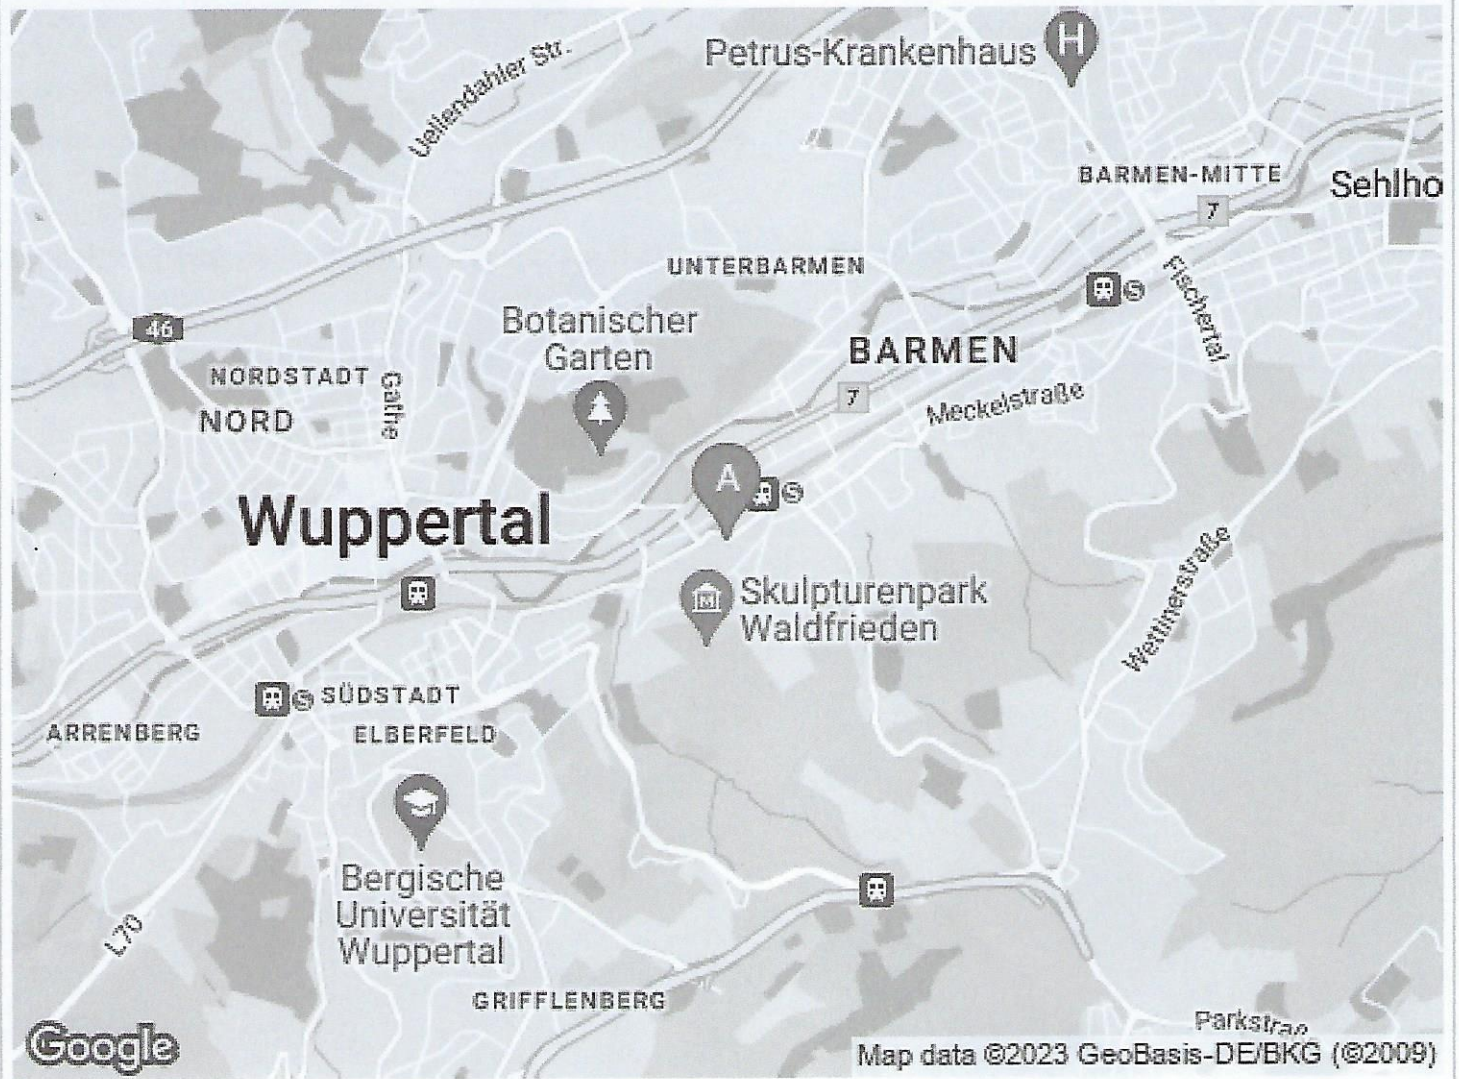 Petrus-Krankenhaus
H
Uellendahler Str.
BARMEN-MITTE
Sehlho
7
UNTERBARMEN
Fischertal
S
Botanischer
Garten
46
BARMEN
NORDSTADT
Gathe
7
Meckelstraße
NORD
A
S
Wuppertal
Skulpturenpark
Waldfrieden
Wettinerstraße
S
SÜDSTADT
ARRENBERG
ELBERFELD
Bergische
Universität
Wuppertal
L70
GRIFFLENBERG
Parkstraß
Google
Map data ©2023 GeoBasis-DE/BKG (©2009)